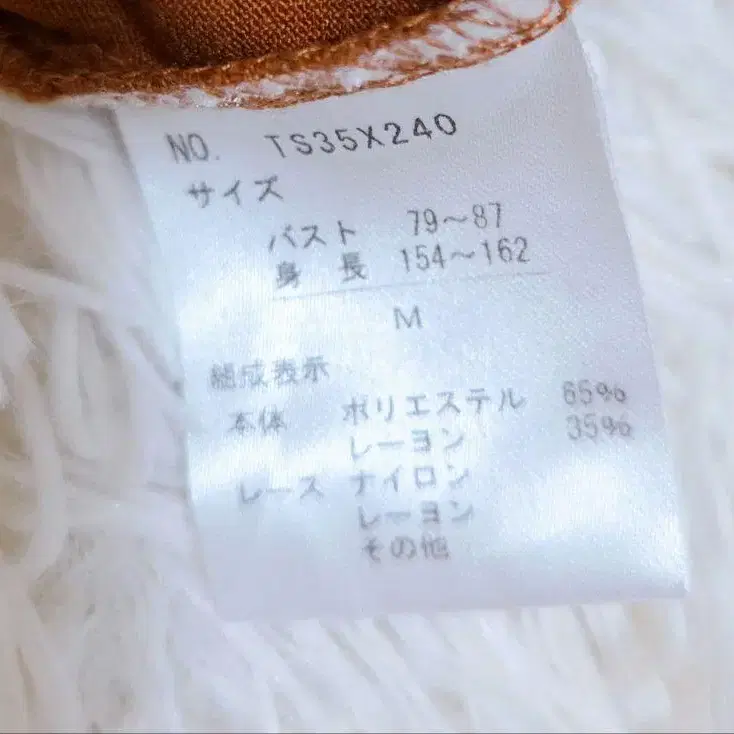 NO. TS35X240
サイズ
バスト 79～87
身長 154～162
M
組成表示
本体 ポリエステル 65%
レーヨン 35%
レース ナイロン
レーヨン
その他